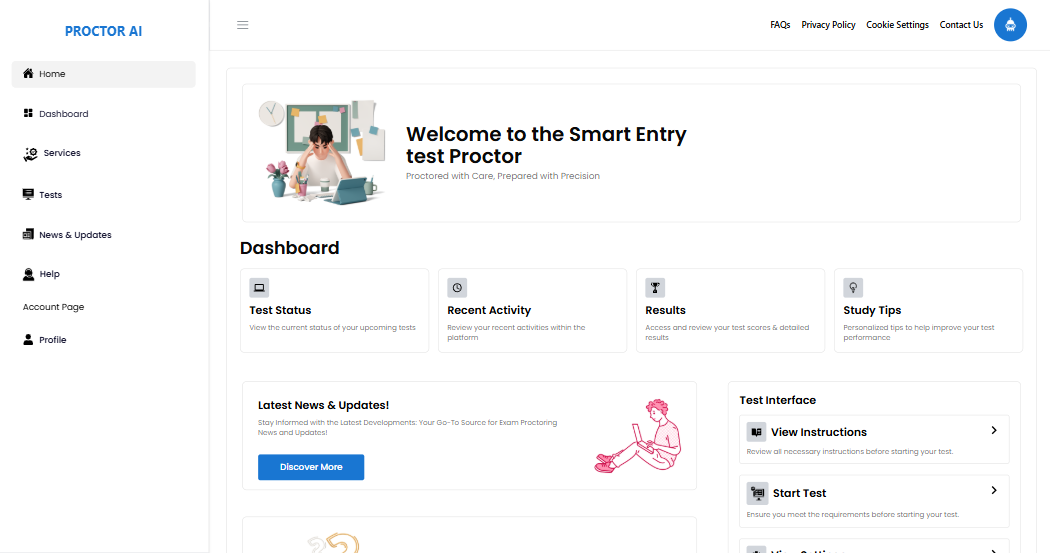 PROCTOR AI
Home
Dashboard
Services
Tests
News & Updates
Help
Account Page
Profile
FAQs Privacy Policy Cookie Settings Contact Us
Welcome to the Smart Entry
test Proctor
Proctored with Care, Prepared with Precision
Dashboard
Test Status
View the current status of your upcoming tests
Recent Activity
Review your recent activities within the
platform
Results
Access and review your test scores & detailed
results
Study Tips
Personalized tips to help improve your test
performance
Latest News & Updates!
Stay Informed with the Latest Developments: Your Go-To Source for Exam Proctoring
News and Updates!
Discover More
Test Interface
View Instructions
Review all necessary instructions before starting your test.
Start Test
Ensure you meet the requirements before starting your test.